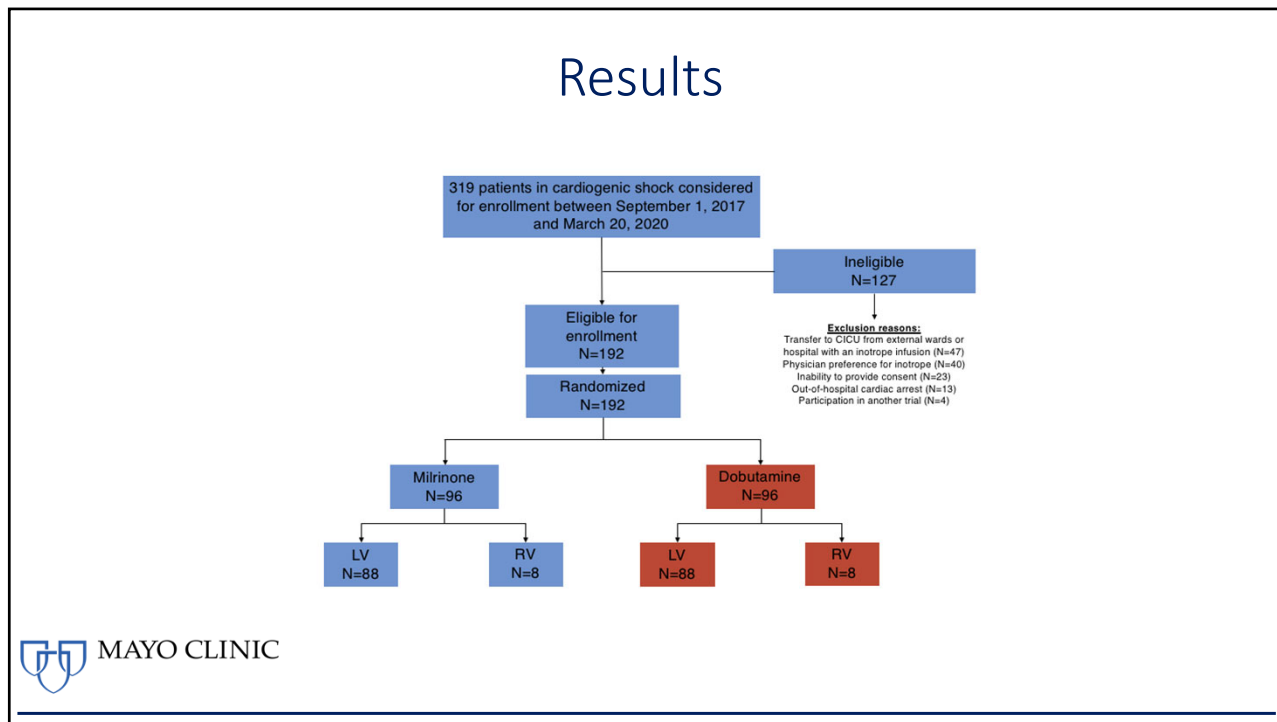 Results
319 patients in cardiogenic shock considered
for enrollment between September 1, 2017
and March 20, 2020
Ineligible
N=127
Exclusion reasons:
Transfer to CICU from external wards or
hospital with an inotrope infusion (N=47)
Physician preference for inotrope (N=40)
Inability to provide consent (N=23)
Out-of-hospital cardiac arrest (N=13)
Participation in another trial (N=4)
Eligible for
enrollment
N=192
Randomized
N=192
Milrinone
N=96
Dobutamine
N=96
LV
N=88
RV
N=8
LV
N=88
RV
N=8
MAYO CLINIC